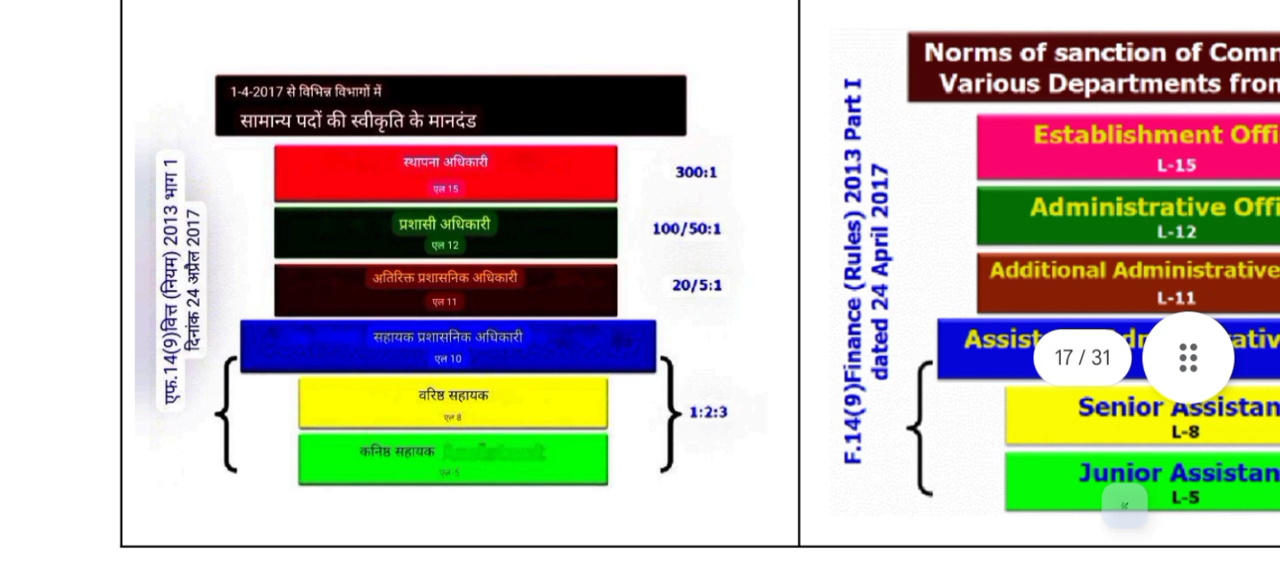 1-4-2017 से विभिन्न विभागों में
सामान्य पदों की स्वीकृति के मानदंड
एफ.14(9)वित्त (नियम) 2013 भाग 1
दिनांक 24 अप्रैल 2017
स्थापना अधिकारी
एल 15
300:1
प्रशासी अधिकारी
एल 12
100/50:1
अतिरिक्त प्रशासनिक अधिकारी
एल 11
20/5:1
सहायक प्रशासनिक अधिकारी
एल 10
वरिष्ठ सहायक
एल 8
1:2:3
कनिष्ठ सहायक
एल-5
Norms of sanction of Comm
Various Departments from
F.14(9)Finance (Rules) 2013 Part I
dated 24 April 2017
Establishment Offi
L-15
Administrative Offi
L-12
Additional Administrative
L-11
Assist
ativ
17 / 31
Senior Assistan
L-8
Junior Assistan
L-5